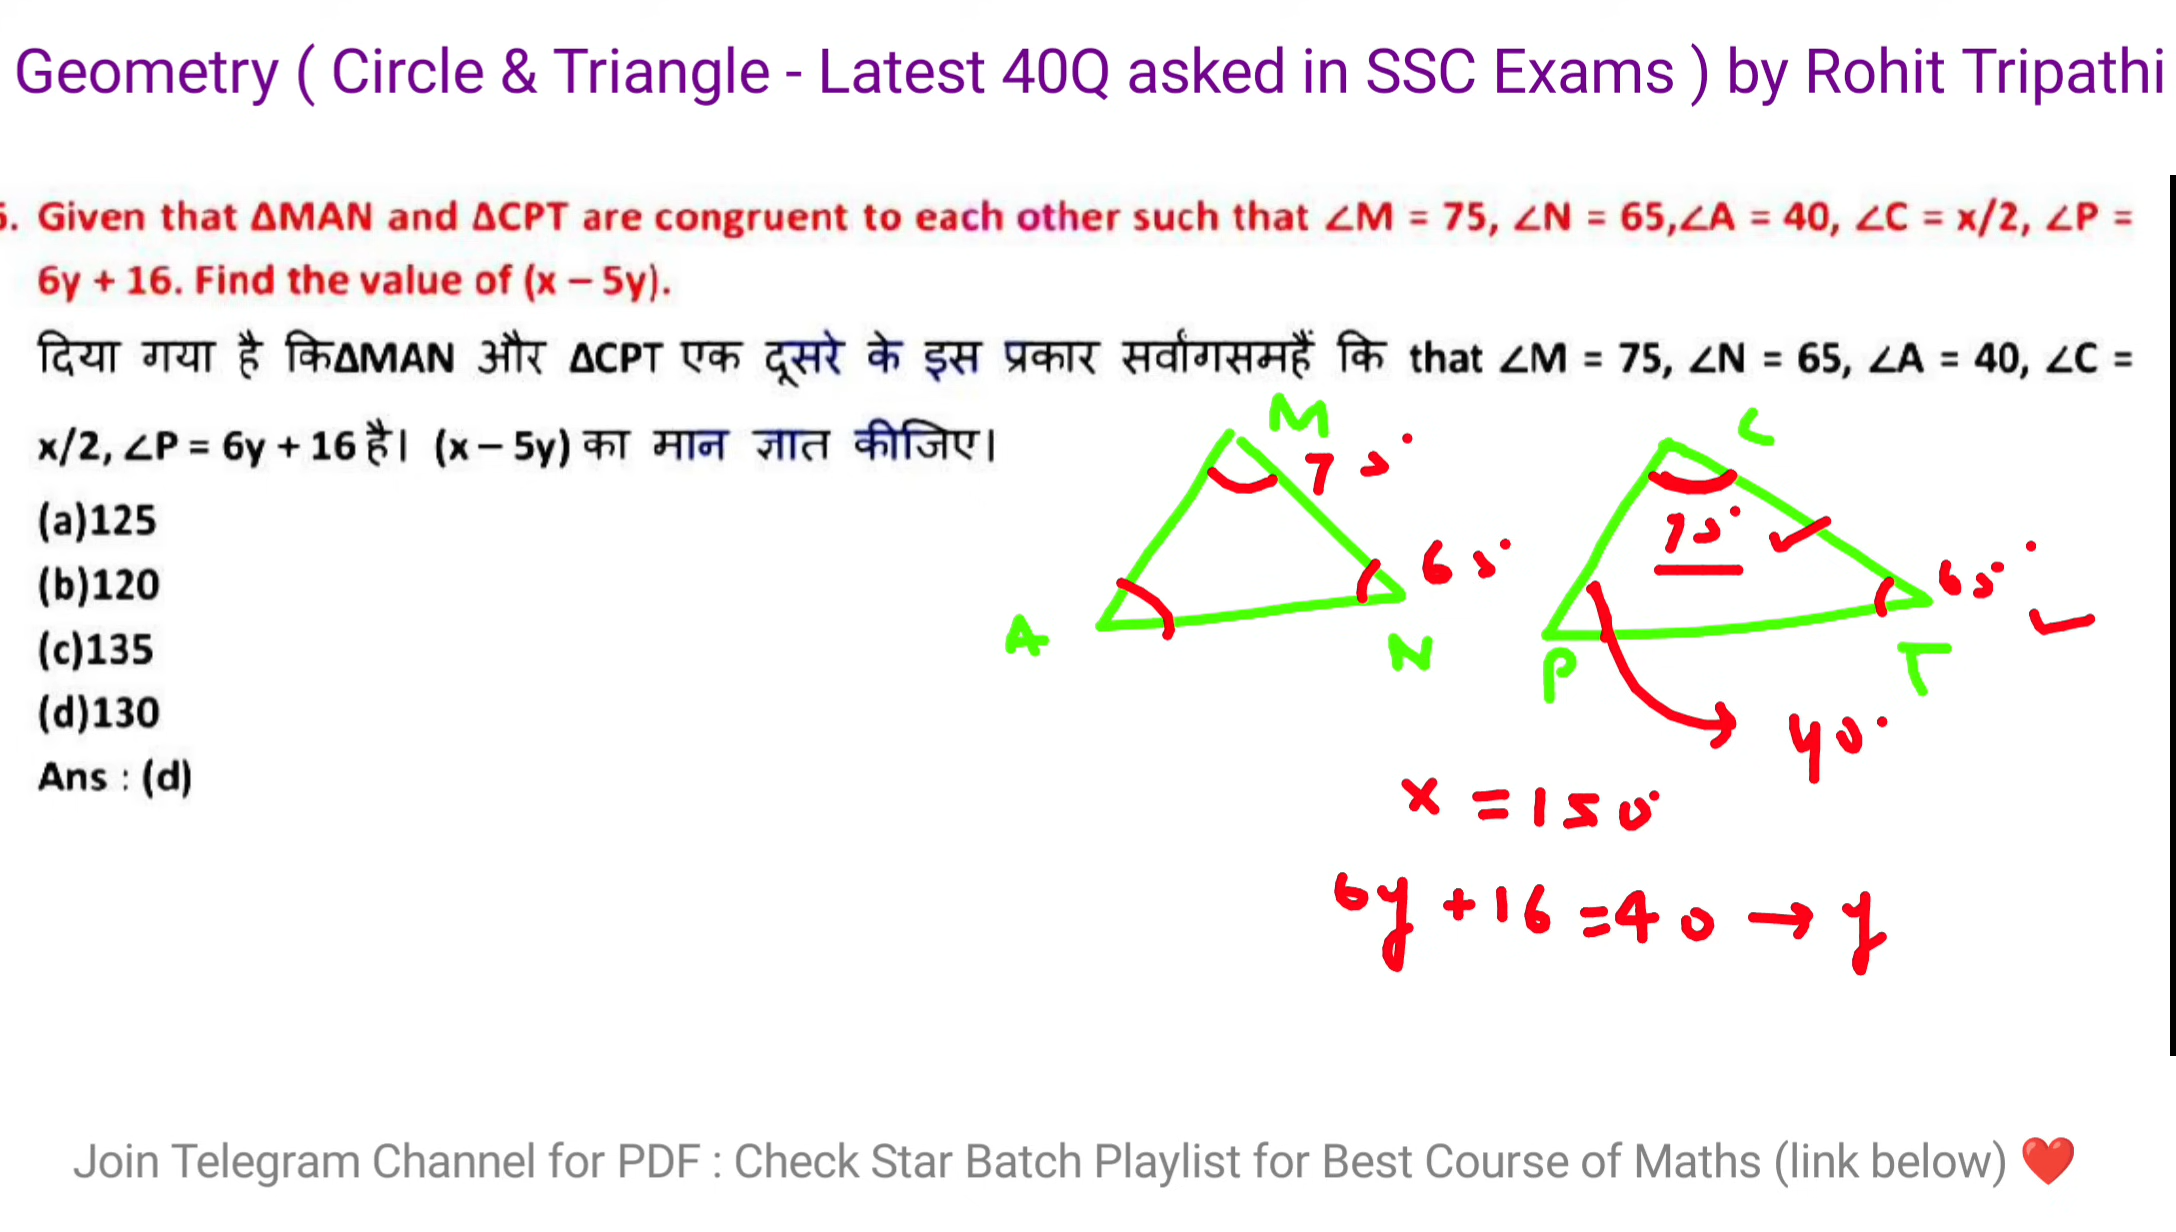 Geometry ( Circle & Triangle - Latest 40Q asked in SSC Exams ) by Rohit Tripathi
. Given that ΔMAN and ΔCPT are congruent to each other such that ∠M = 75, ∠N = 65,∠A = 40, ∠C = x/2, ∠P =
6y + 16. Find the value of (x – 5y).
दिया गया है किΔMAN और ΔCPT एक दूसरे के इस प्रकार सर्वांगसमहैं कि that ∠M = 75, ∠N = 65, ∠A = 40, ∠C =
x/2, ∠P = 6y + 16 है। (x – 5y) का मान ज्ञात कीजिए।
(a)125
(b)120
(c)135
(d)130
Ans : (d)
M
75°
65°
A
N
C
75°
65°
P
T
40°
x = 150°
6y + 16 = 40 → y
Join Telegram Channel for PDF : Check Star Batch Playlist for Best Course of Maths (link below) ❤️